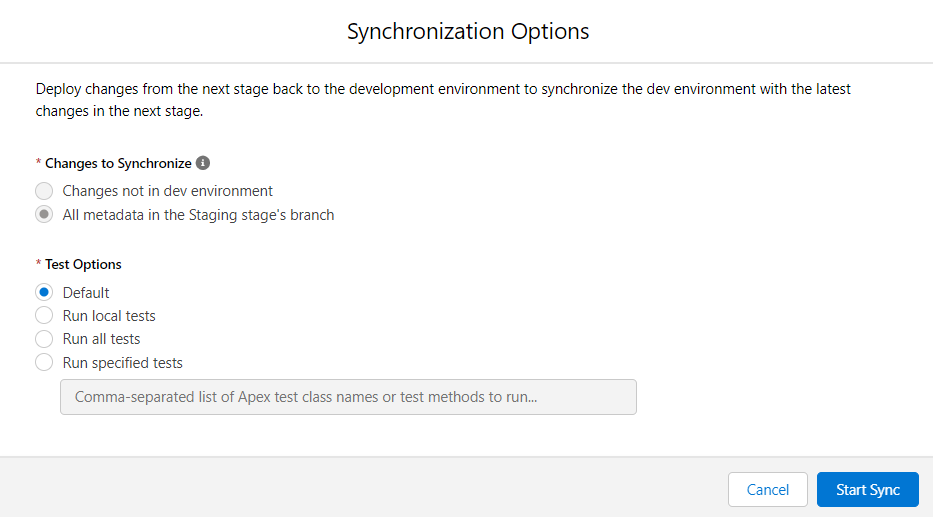 Synchronization Options
Deploy changes from the next stage back to the development environment to synchronize the dev environment with the latest
changes in the next stage.
* Changes to Synchronize i
Changes not in dev environment
All metadata in the Staging stage's branch
* Test Options
Default
Run local tests
Run all tests
Run specified tests
Comma-separated list of Apex test class names or test methods to run...
Cancel Start Sync